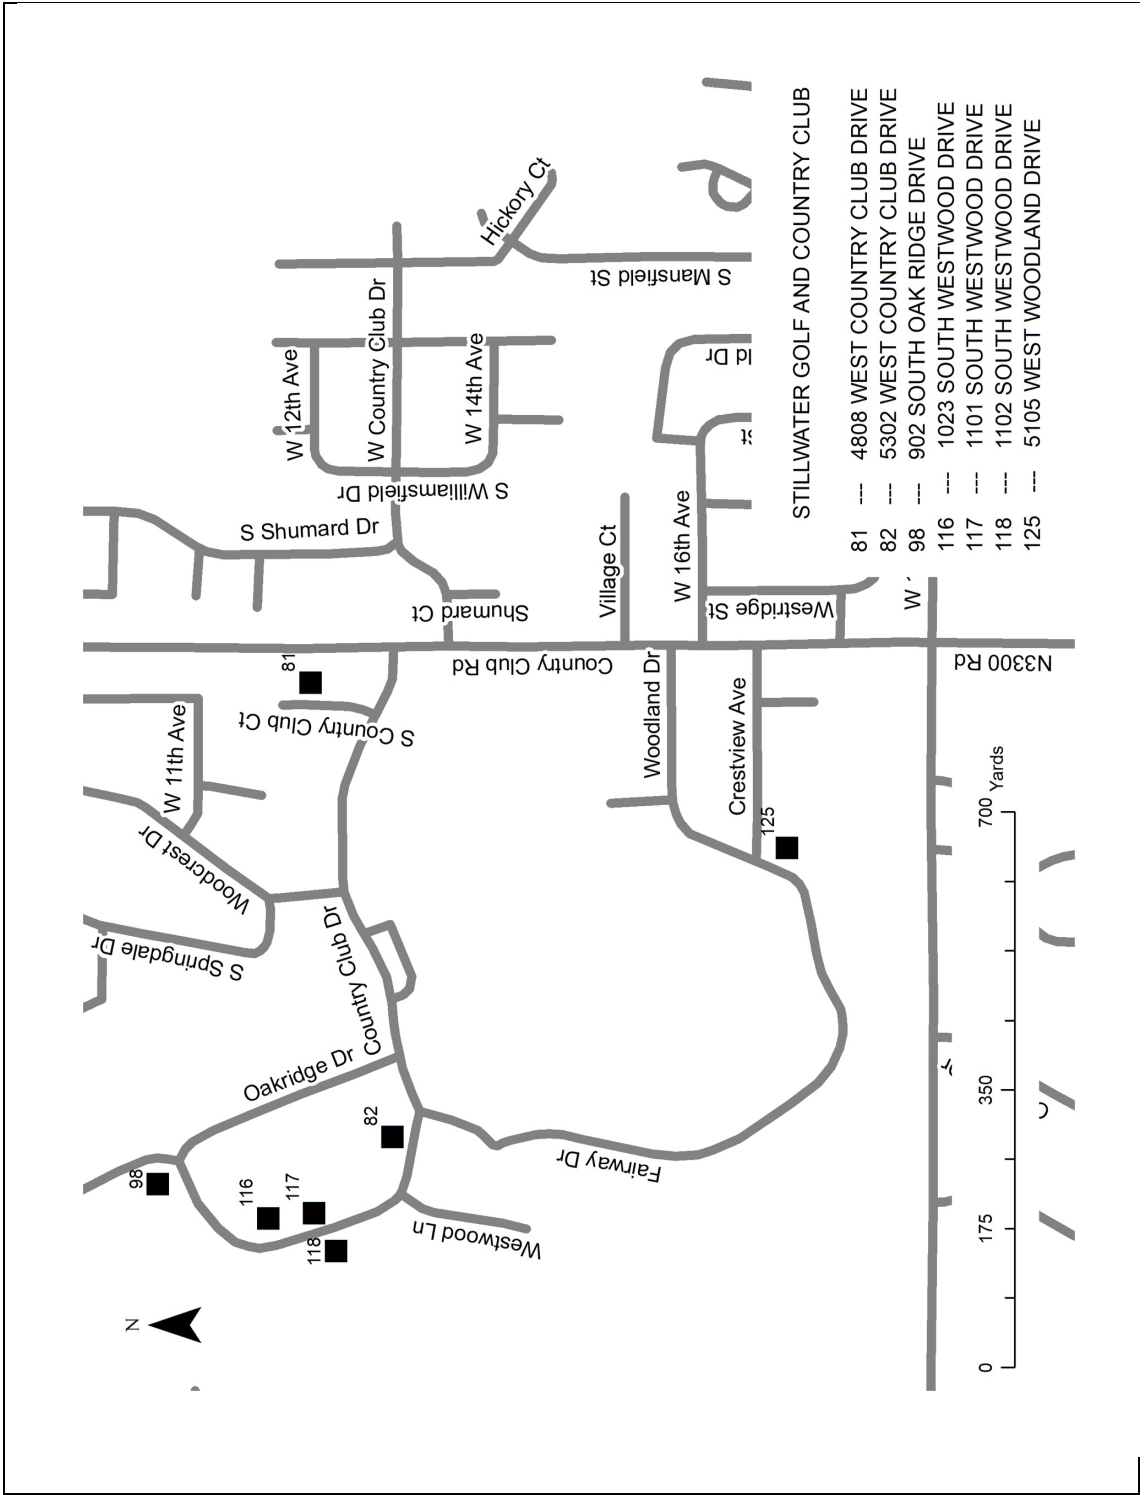 N
98
116
117
118
82
Oakridge Dr
Country Club Dr
Westwood Ln
Fairway Dr
S Springdale Dr
Woodcrest Dr
W 11th Ave
81
S Country Club Ct
Country Club Rd
Woodland Dr
Crestview Ave
125
N3300 Rd
S Shumard Dr
Shumard Ct
Village Ct
W 16th Ave
Westridge St
W 12th Ave
W Country Club Dr
W 14th Ave
S Williamsfield Dr
Hickory Ct
S Mansfield St
ld Dr
St
W
0 175 350 700
Yards
STILLWATER GOLF AND COUNTRY CLUB
81 --- 4808 WEST COUNTRY CLUB DRIVE
82 --- 5302 WEST COUNTRY CLUB DRIVE
98 --- 902 SOUTH OAK RIDGE DRIVE
116 --- 1023 SOUTH WESTWOOD DRIVE
117 --- 1101 SOUTH WESTWOOD DRIVE
118 --- 1102 SOUTH WESTWOOD DRIVE
125 --- 5105 WEST WOODLAND DRIVE